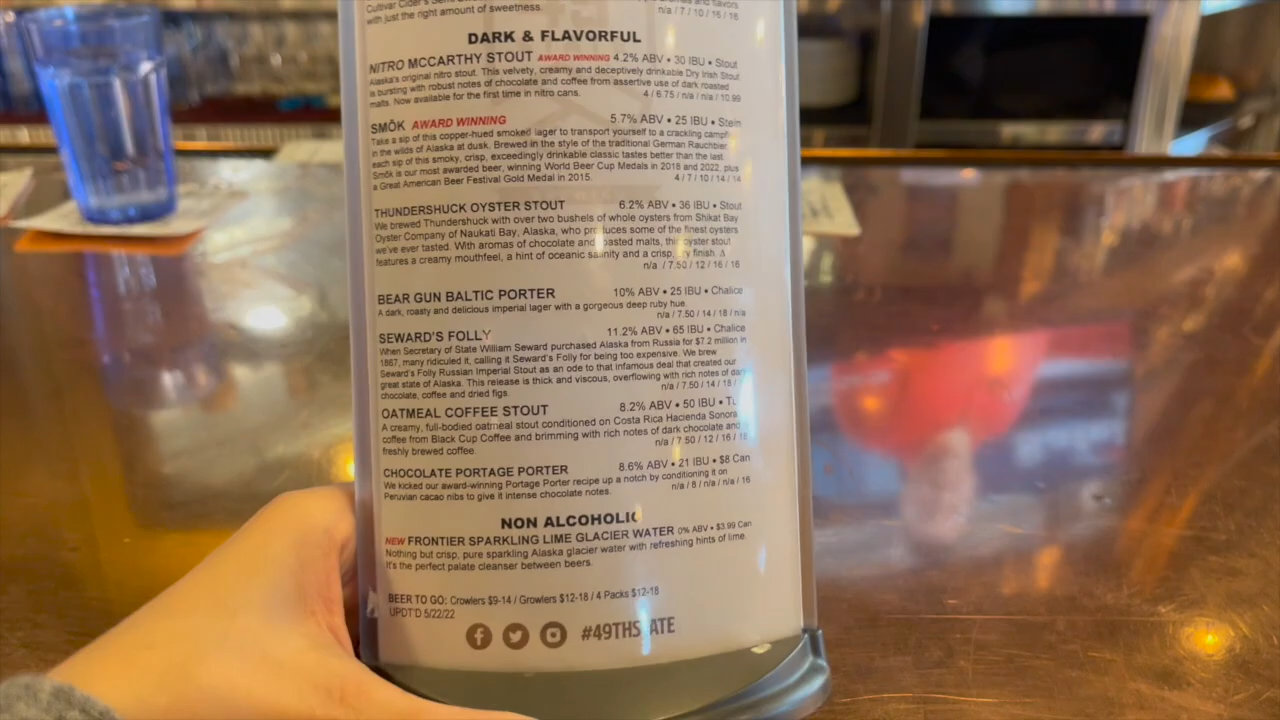 Cultivar Cider's
with just the right amount of sweetness.
n/a / 7 / 10 / 16 / 16
DARK & FLAVORFUL
NITRO MCCARTHY STOUT AWARD WINNING 4.2% ABV • 30 IBU • Stout
Alaska's original nitro stout. This velvety, creamy and deceptively drinkable Dry Irish Stout
is bursting with robust notes of chocolate and coffee from assertive use of dark roasted
malts. Now available for the first time in nitro cans. 4 / 6.75 / n/a / n/a / 10.99
SMÖK AWARD WINNING 5.7% ABV • 25 IBU • Stein
Take a sip of this copper-hued smoked lager to transport yourself to a crackling campf
in the wilds of Alaska at dusk. Brewed in the style of the traditional German Rauchbier
each sip of this smoky, crisp, exceedingly drinkable classic tastes better than the last.
Smök is our most awarded beer, winning World Beer Cup Medals in 2018 and 2022, plus
a Great American Beer Festival Gold Medal in 2015. 4 / 7 / 10 / 14 / 14
THUNDERSHUCK OYSTER STOUT 6.2% ABV • 36 IBU • Stout
We brewed Thundershuck with over two bushels of whole oysters from Shikat Bay
Oyster Company of Naukati Bay, Alaska, who produces some of the finest oysters
we've ever tasted. With aromas of chocolate and roasted malts, this oyster stout
features a creamy mouthfeel, a hint of oceanic salinity and a crisp, dry finish.
n/a / 7.50 / 12 / 16 / 16
BEAR GUN BALTIC PORTER 10% ABV • 25 IBU • Chalice
A dark, roasty and delicious imperial lager with a gorgeous deep ruby hue.
n/a / 7.50 / 14 / 18 / n/a
SEWARD'S FOLLY 11.2% ABV • 65 IBU • Chalice
When Secretary of State William Seward purchased Alaska from Russia for $7.2 million in
1867, many ridiculed it, calling it Seward's Folly for being too expensive. We brew
Seward's Folly Russian Imperial Stout as an ode to that infamous deal that created our
great state of Alaska. This release is thick and viscous, overflowing with rich notes of dark
chocolate, coffee and dried figs. n/a / 7.50 / 14 / 18 /
OATMEAL COFFEE STOUT 8.2% ABV • 50 IBU • Tu
A creamy, full-bodied oatmeal stout conditioned on Costa Rica Hacienda Sonora
coffee from Black Cup Coffee and brimming with rich notes of dark chocolate and
freshly brewed coffee. n/a / 7.50 / 12 / 16 / 16
CHOCOLATE PORTAGE PORTER 8.6% ABV • 21 IBU • $8 Can
We kicked our award-winning Portage Porter recipe up a notch by conditioning it on
Peruvian cacao nibs to give it intense chocolate notes. n/a / 8 / n/a / n/a / 16
NON ALCOHOLIC
NEW FRONTIER SPARKLING LIME GLACIER WATER 0% ABV • $3.99 Can
Nothing but crisp, pure sparkling Alaska glacier water with refreshing hints of lime.
It's the perfect palate cleanser between beers.
BEER TO GO: Crowlers $9-14 / Growlers $12-18 / 4 Packs $12-18
UPDT'D 5/22/22
#49THSTATE